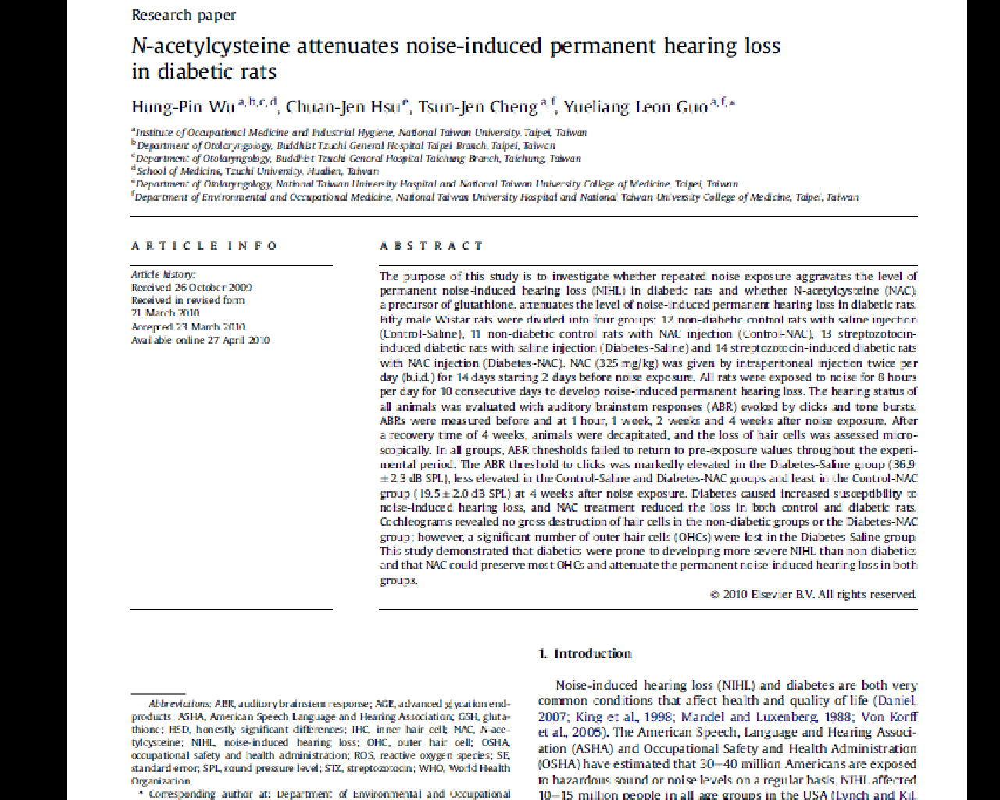 Research paper
N-acetylcysteine attenuates noise-induced permanent hearing loss
in diabetic rats
Hung-Pin Wu a,b,c,d, Chuan-Jen Hsu e, Tsun-Jen Cheng a,f, Yueliang Leon Guo a,f,*
a Institute of Occupational Medicine and Industrial Hygiene, National Taiwan University, Taipei, Taiwan
b Department of Otolaryngology, Buddhist Tzuchi General Hospital Taipei Branch, Taipei, Taiwan
c Department of Otolaryngology, Buddhist Tzuchi General Hospital Taichung Branch, Taichung, Taiwan
d School of Medicine, Tzuchi University, Hualien, Taiwan
e Department of Otolaryngology, National Taiwan University Hospital and National Taiwan University College of Medicine, Taipei, Taiwan
f Department of Environmental and Occupational Medicine, National Taiwan University Hospital and National Taiwan University College of Medicine, Taipei, Taiwan
ARTICLE INFO
Article history:
Received 26 October 2009
Received in revised form
21 March 2010
Accepted 23 March 2010
Available online 27 April 2010
ABSTRACT
The purpose of this study is to investigate whether repeated noise exposure aggravates the level of
permanent noise-induced hearing loss (NIHL) in diabetic rats and whether N-acetylcysteine (NAC),
a precursor of glutathione, attenuates the level of noise-induced permanent hearing loss in diabetic rats.
Fifty male Wistar rats were divided into four groups: 12 non-diabetic control rats with saline injection
(Control-Saline), 11 non-diabetic control rats with NAC injection (Control-NAC), 13 streptozotocin-
induced diabetic rats with saline injection (Diabetes-Saline) and 14 streptozotocin-induced diabetic rats
with NAC injection (Diabetes-NAC). NAC (325 mg/kg) was given by intraperitoneal injection twice per
day (b.i.d.) for 14 days starting 2 days before noise exposure. All rats were exposed to noise for 8 hours
per day for 10 consecutive days to develop noise-induced permanent hearing loss. The hearing status of
all animals was evaluated with auditory brainstem responses (ABR) evoked by clicks and tone bursts.
ABRs were measured before and at 1 hour, 1 week, 2 weeks and 4 weeks after noise exposure. After
a recovery time of 4 weeks, animals were decapitated, and the loss of hair cells was assessed micro-
scopically. In all groups, ABR thresholds failed to return to pre-exposure values throughout the experi-
mental period. The ABR threshold to clicks was markedly elevated in the Diabetes-Saline group (36.9
±2.3 dB SPL), less elevated in the Control-Saline and Diabetes-NAC groups and least in the Control-NAC
group (19.5±2.0 dB SPL) at 4 weeks after noise exposure. Diabetes caused increased susceptibility to
noise-induced hearing loss, and NAC treatment reduced the loss in both control and diabetic rats.
Cochleograms revealed no gross destruction of hair cells in the non-diabetic groups or the Diabetes-NAC
group; however, a significant number of outer hair cells (OHCs) were lost in the Diabetes-Saline group.
This study demonstrated that diabetics were prone to developing more severe NIHL than non-diabetics
and that NAC could preserve most OHCs and attenuate the permanent noise-induced hearing loss in both
groups.
© 2010 Elsevier B.V. All rights reserved.
Abbreviations: ABR, auditory brainstem response; AGE, advanced glycation end-
products; ASHA, American Speech Language and Hearing Association; GSH, gluta-
thione; HSD, honestly significant differences; IHC, inner hair cell; NAC, N-ace-
tylcysteine; NIHL, noise-induced hearing loss; OHC, outer hair cell; OSHA,
occupational safety and health administration; ROS, reactive oxygen species; SE,
standard error; SPL, sound pressure level; STZ, streptozotocin; WHO, World Health
Organization.
* Corresponding author at: Department of Environmental and Occupational
1. Introduction
Noise-induced hearing loss (NIHL) and diabetes are both very
common conditions that affect health and quality of life (Daniel,
2007; King et al., 1998; Mandel and Luxenberg, 1988; Von Korff
et al., 2005). The American Speech, Language and Hearing Associ-
ation (ASHA) and Occupational Safety and Health Administration
(OSHA) have estimated that 30–40 million Americans are exposed
to hazardous sound or noise levels on a regular basis. NIHL affected
10–15 million people in all age groups in the USA (Lynch and Kil,